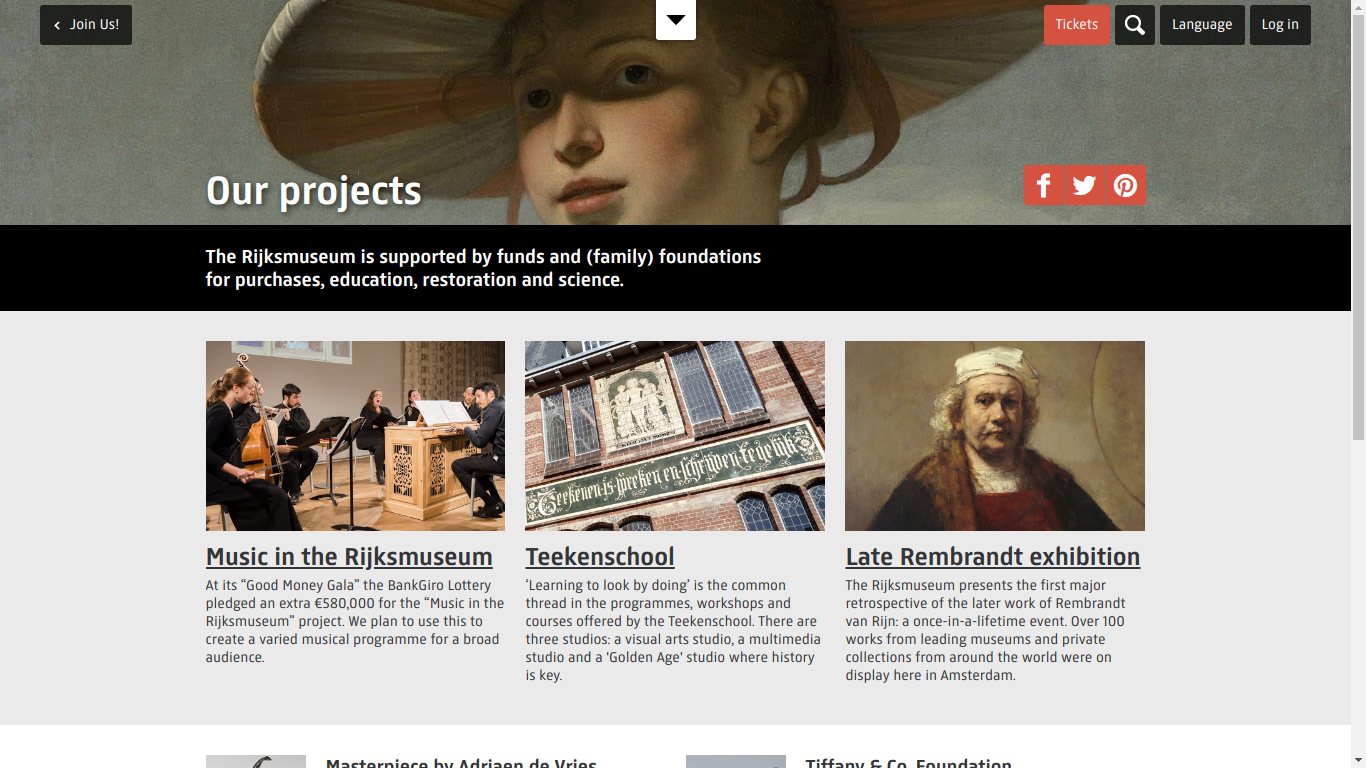 Join Us!
Tickets
Language
Log in
Our projects
The Rijksmuseum is supported by funds and (family) foundations
for purchases, education, restoration and science.
Teekenen is spreken en schrijven te gelijk
Music in the Rijksmuseum
At its “Good Money Gala” the BankGiro Lottery
pledged an extra €580,000 for the “Music in the
Rijksmuseum” project. We plan to use this to
create a varied musical programme for a broad
audience.
Teekenschool
‘Learning to look by doing’ is the common
thread in the programmes, workshops and
courses offered by the Teekenschool. There are
three studios: a visual arts studio, a multimedia
studio and a 'Golden Age' studio where history
is key.
Late Rembrandt exhibition
The Rijksmuseum presents the first major
retrospective of the later work of Rembrandt
van Rijn: a once-in-a-lifetime event. Over 100
works from leading museums and private
collections from around the world were on
display here in Amsterdam.
Masterpiece by Adriaen de Vries
Tiffany & Co. Foundation